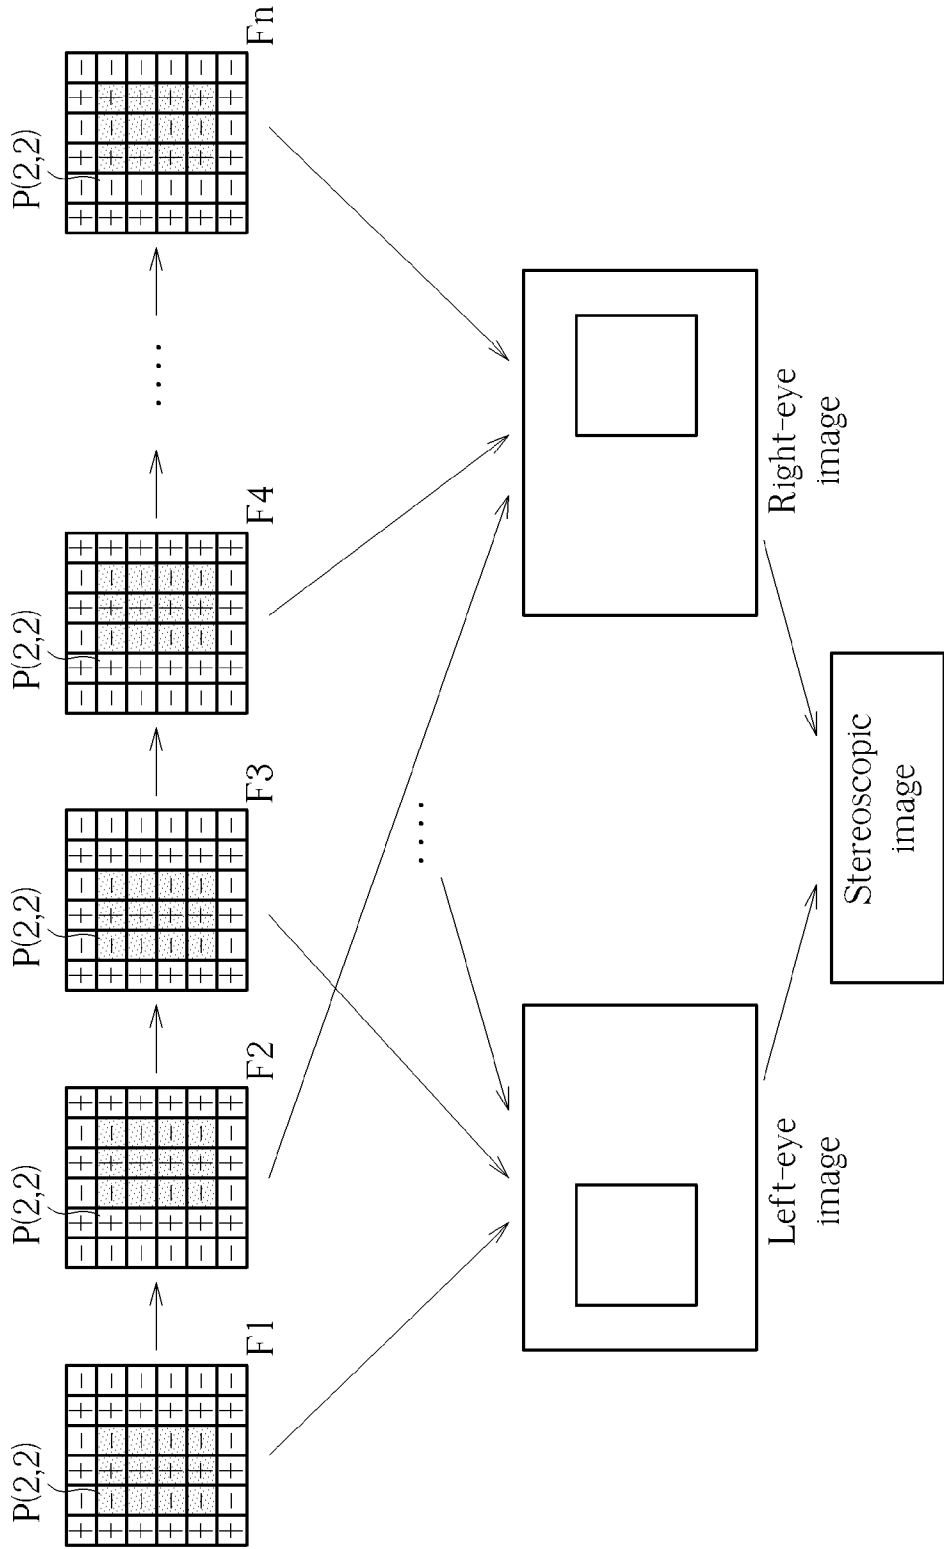 P(2,2)
P(2,2)
P(2,2)
P(2,2)
P(2,2)
F1
F2
F3
F4
Fn
....
....
Left-eye
image
Right-eye
image
Stereoscopic
image